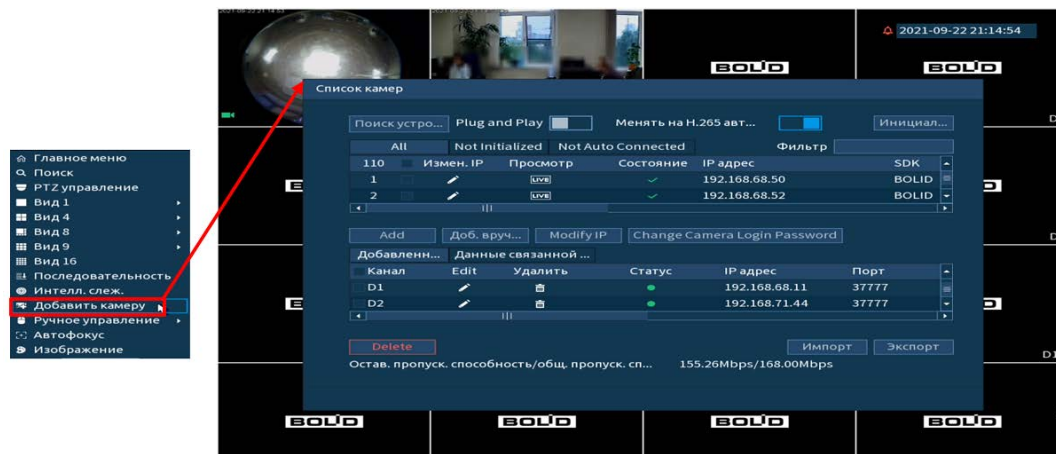 2021-09-22 21:14:54
BOLID
BOLID
Список камер
Поиск устро...
Plug and Play
Менять на H.265 авт...
Инициал...
All
Not Initialized
Not Auto Connected
Фильтр
110 Измен. IP Просмотр Состояние IP адрес SDK
1 LIVE 192.168.68.50 BOLID
2 LIVE 192.168.68.52 BOLID
Add
Доб. вруч...
Modify IP
Change Camera Login Password
Добавленн...
Данные связанной ...
Канал Edit Удалить Статус IP адрес Порт
D1 192.168.68.11 37777
D2 192.168.71.44 37777
Delete
Импорт
Экспорт
Остав. пропуск. способность/общ. пропуск. сп... 155.26Mbps/168.00Mbps
Главное меню
Поиск
PTZ управление
Вид 1
Вид 4
Вид 8
Вид 9
Вид 16
Последовательность
Интелл. слеж.
Добавить камеру
Ручное управление
Автофокус
Изображение
BOLID
BOLID
BOLID
BOLID